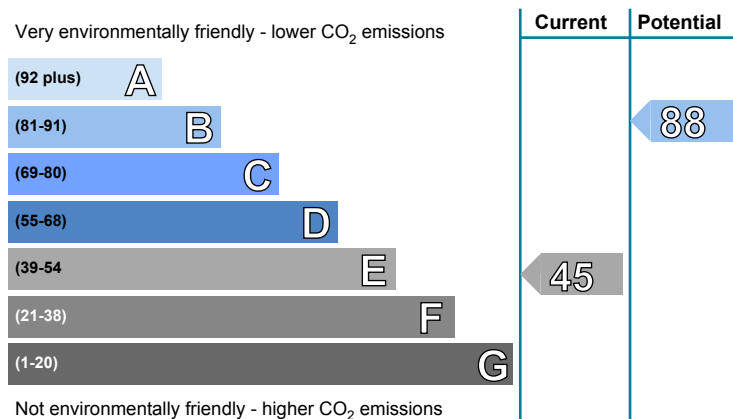 Current Potential
Very environmentally friendly - lower CO₂ emissions
(92 plus) A
(81-91) B
88
(69-80) C
(55-68) D
(39-54 E
45
(21-38) F
(1-20) G
Not environmentally friendly - higher CO₂ emissions